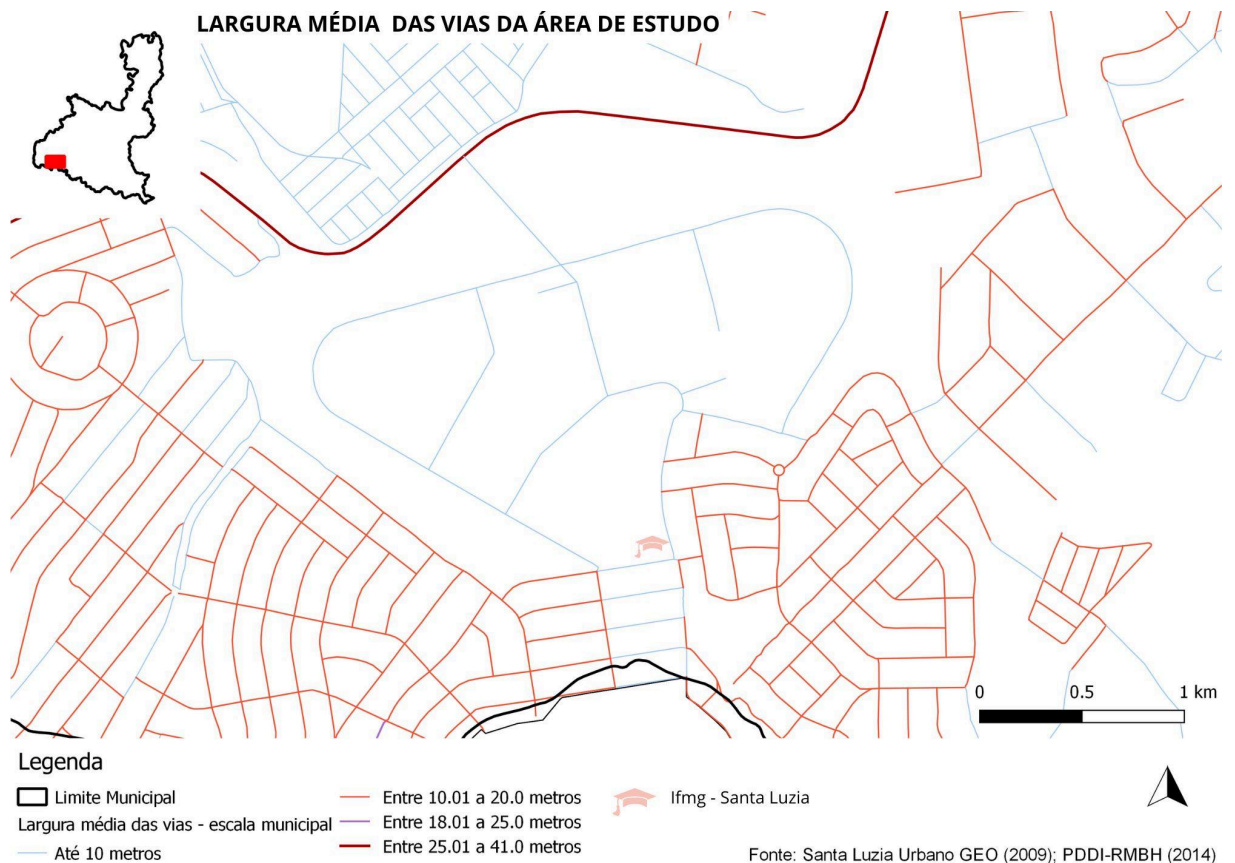 LARGURA MÉDIA  DAS VIAS DA ÁREA DE ESTUDO
0 0.5 1 km
Legenda
Limite Municipal
Largura média das vias - escala municipal
Até 10 metros
Entre 10.01 a 20.0 metros
Entre 18.01 a 25.0 metros
Entre 25.01 a 41.0 metros
Ifmg - Santa Luzia
Fonte: Santa Luzia Urbano GEO (2009); PDDI-RMBH (2014)